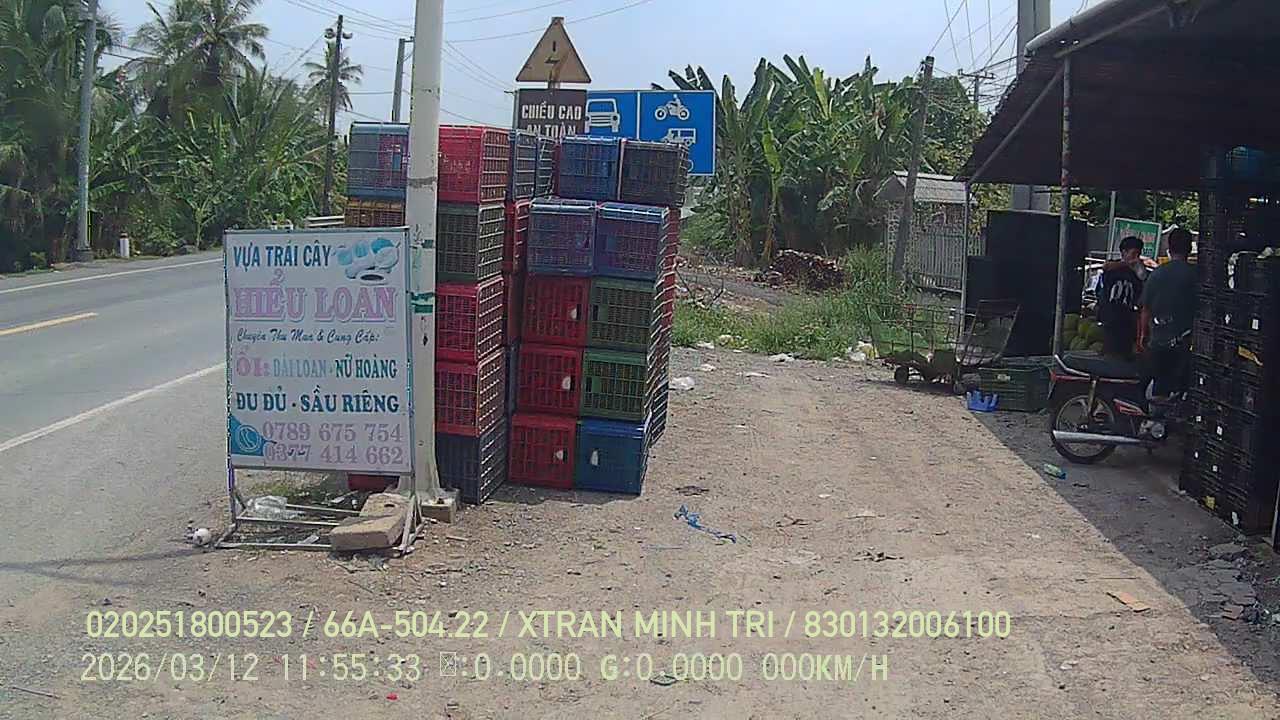 CHIỀU CAO
AN TOÀN
VỰA TRÁI CÂY
HIẾU LOAN
Chuyên Thu Mua & Cung Cấp:
ỔI: ĐÀI LOAN - NỮ HOÀNG
ĐU ĐỦ - SẦU RIÊNG
0789 675 754
0377 414 662
020251800523 / 66A-504.22 / XTRAN MINH TRI / 830132006100
2026/03/12 11:55:33 :0.0000 G:0.0000 000KM/H